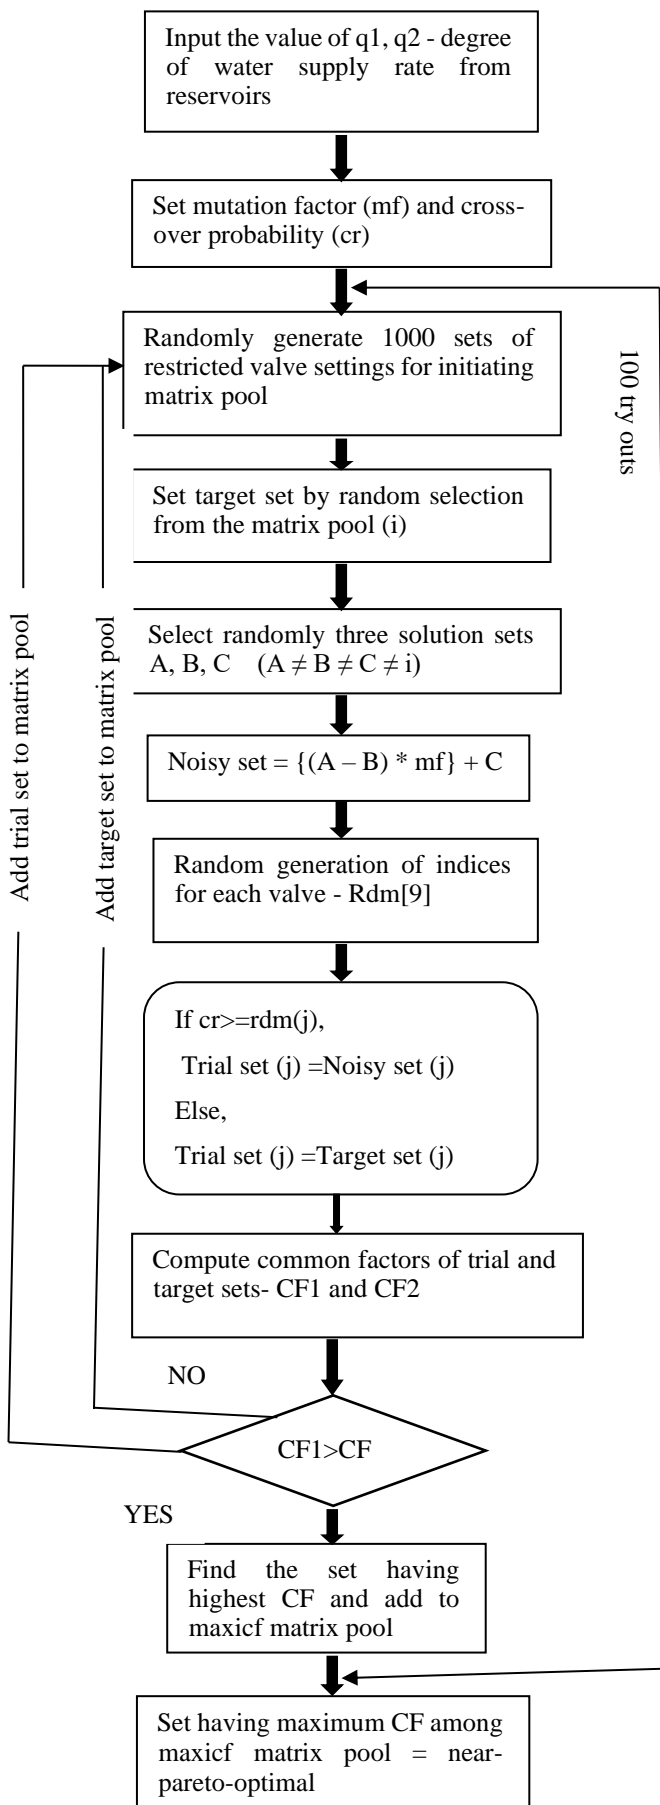 Input the value of q1, q2 - degree
of water supply rate from
reservoirs
Set mutation factor (mf) and cross-
over probability (cr)
Randomly generate 1000 sets of
restricted valve settings for initiating
matrix pool
100 try outs
Set target set by random selection
from the matrix pool (i)
Select randomly three solution sets
A, B, C (A ≠ B ≠ C ≠ i)
Add trial set to matrix pool
Add target set to matrix pool
Noisy set = {(A – B) * mf} + C
Random generation of indices
for each valve - Rdm[9]
If cr>=rdm(j),
Trial set (j) =Noisy set (j)
Else,
Trial set (j) =Target set (j)
Compute common factors of trial and
target sets- CF1 and CF2
NO
CF1>CF
YES
Find the set having
highest CF and add to
maxicf matrix pool
Set having maximum CF among
maxicf matrix pool = near-
pareto-optimal